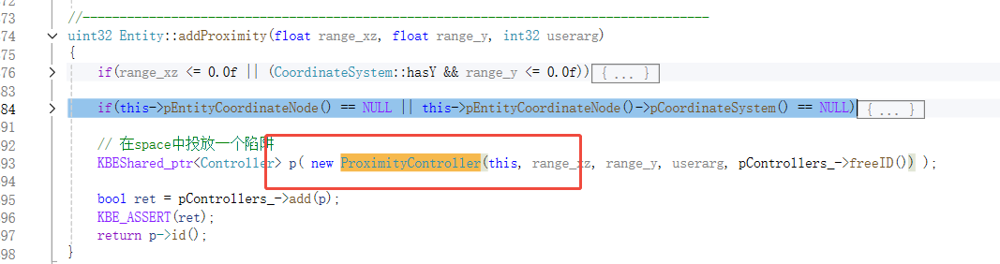 72
73 //---------------------------------------------------------------------------------
74 uint32 Entity::addProximity(float range_xz, float range_y, int32 userarg)
75 {
76 if(range_xz <= 0.0f || (CoordinateSystem::hasY && range_y <= 0.0f)) { ... }
83
84 if(this->pEntityCoordinateNode() == NULL || this->pEntityCoordinateNode()->pCoordinateSystem() == NULL) { ... }
91
92 // 在space中投放一个陷阱
93 KBEShared_ptr<Controller> p( new ProximityController(this, range_xz, range_y, userarg, pControllers_->freeID()) );
94
95 bool ret = pControllers_->add(p);
96 KBE_ASSERT(ret);
97 return p->id();
98 }